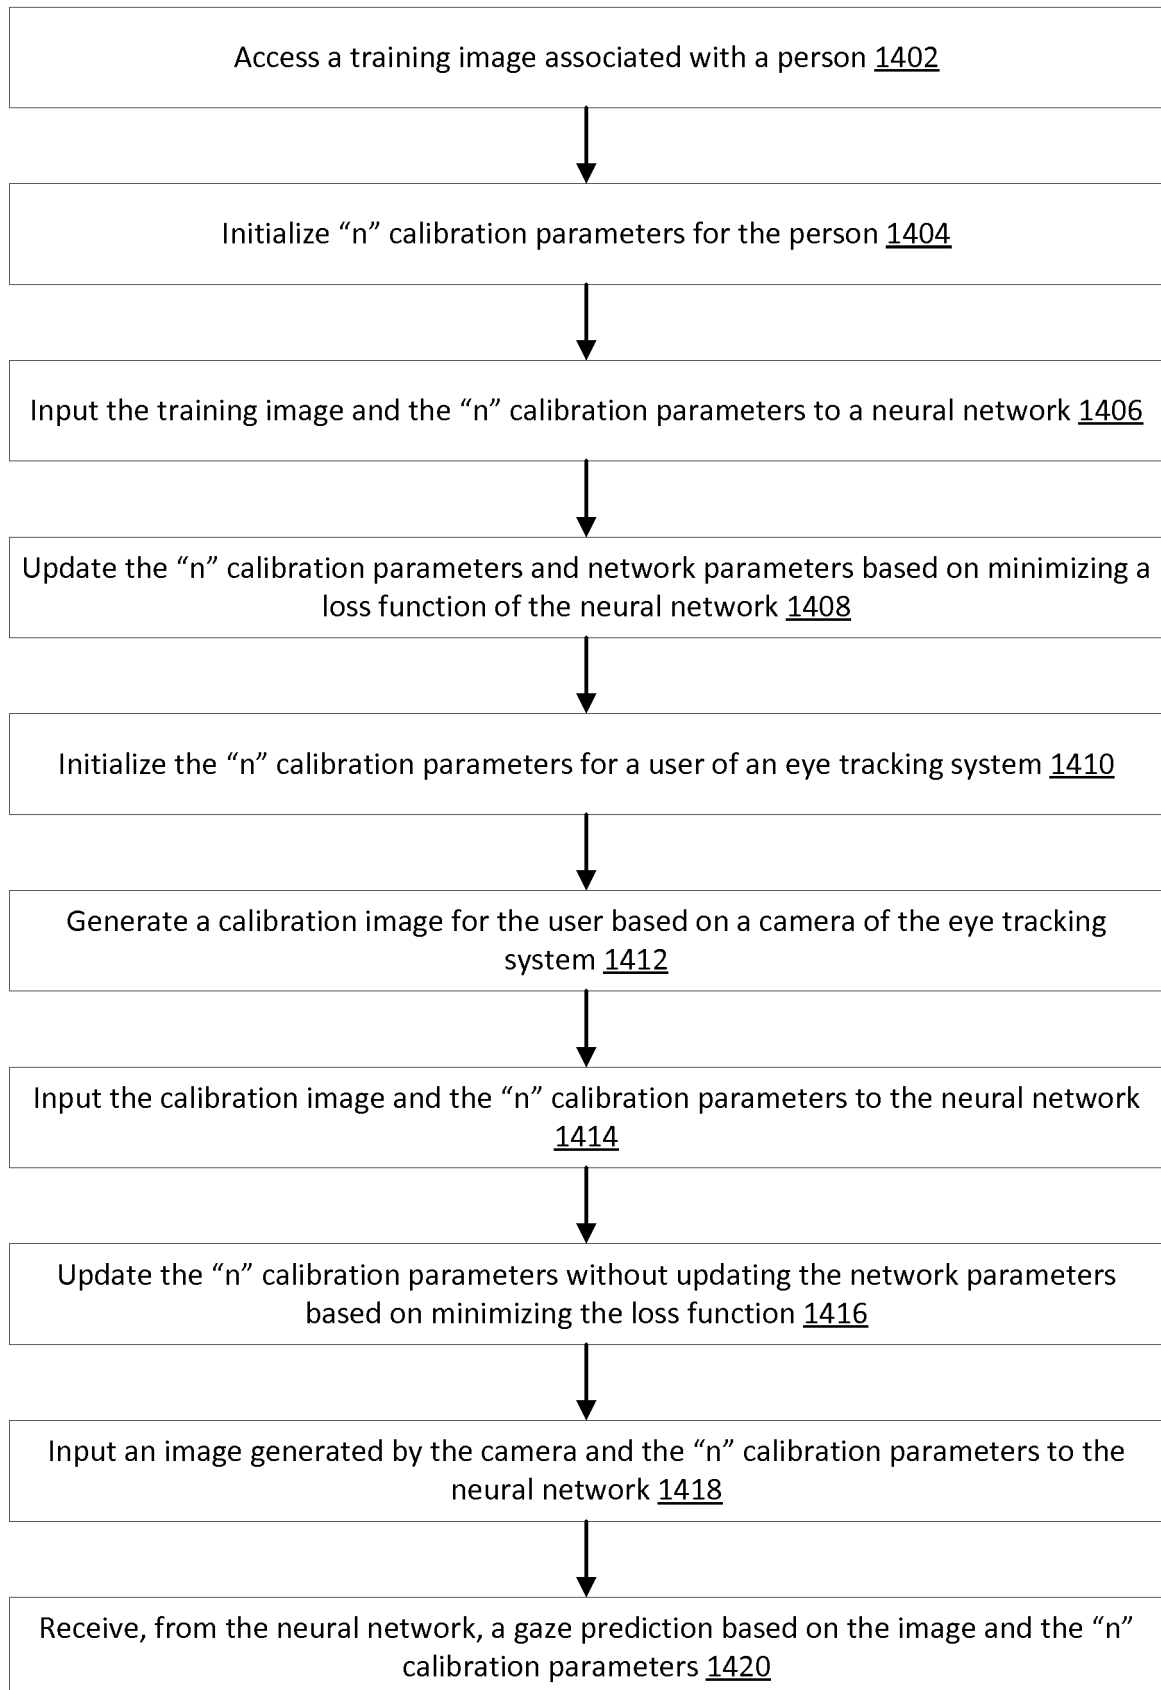 Access a training image associated with a person 1402
Initialize “n” calibration parameters for the person 1404
Input the training image and the “n” calibration parameters to a neural network 1406
Update the “n” calibration parameters and network parameters based on minimizing a
loss function of the neural network 1408
Initialize the “n” calibration parameters for a user of an eye tracking system 1410
Generate a calibration image for the user based on a camera of the eye tracking
system 1412
Input the calibration image and the “n” calibration parameters to the neural network
1414
Update the “n” calibration parameters without updating the network parameters
based on minimizing the loss function 1416
Input an image generated by the camera and the “n” calibration parameters to the
neural network 1418
Receive, from the neural network, a gaze prediction based on the image and the “n”
calibration parameters 1420